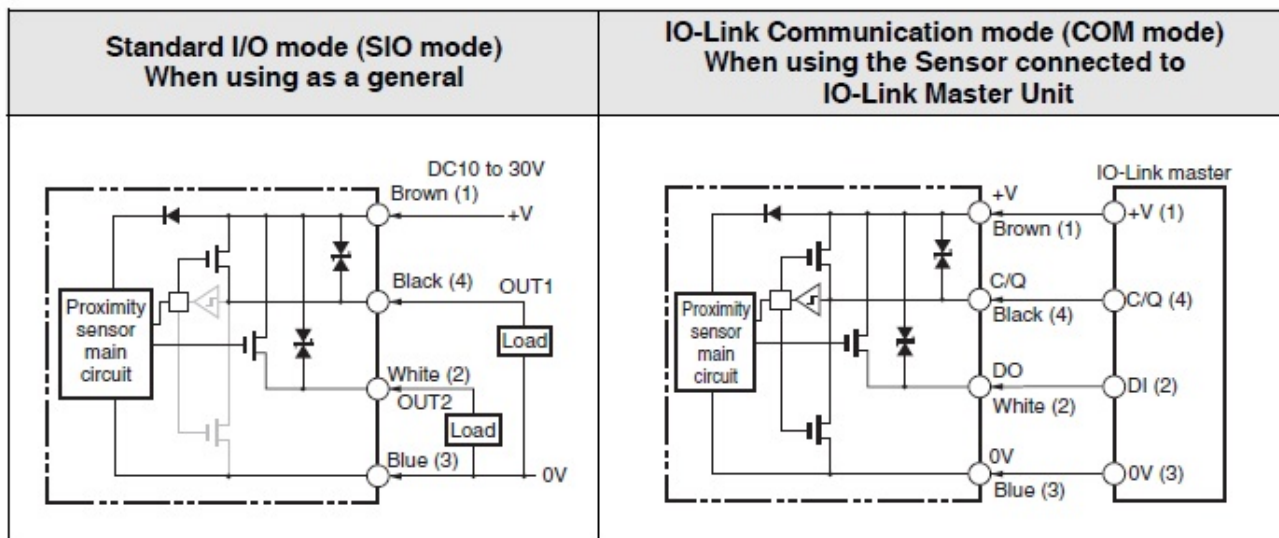 Standard I/O mode (SIO mode)
When using as a general
IO-Link Communication mode (COM mode)
When using the Sensor connected to
IO-Link Master Unit
DC10 to 30V
Brown (1)
+V
Black (4)
OUT1
Proximity
sensor
main
circuit
Load
White (2)
OUT2
Load
Blue (3)
0V
IO-Link master
+V
+V (1)
Brown (1)
C/Q
C/Q (4)
Black (4)
Proximity
sensor
main
circuit
DO
DI (2)
White (2)
0V
0V (3)
Blue (3)